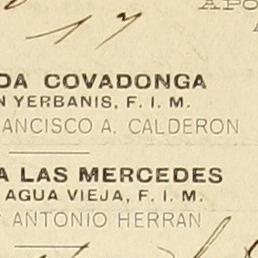 17
APO
DA COVADONGA
N YERBANIS, F. I. M.
ANCISCO A. CALDERON
A LAS MERCEDES
AGUA VIEJA, F. I. M.
ANTONIO HERRAN